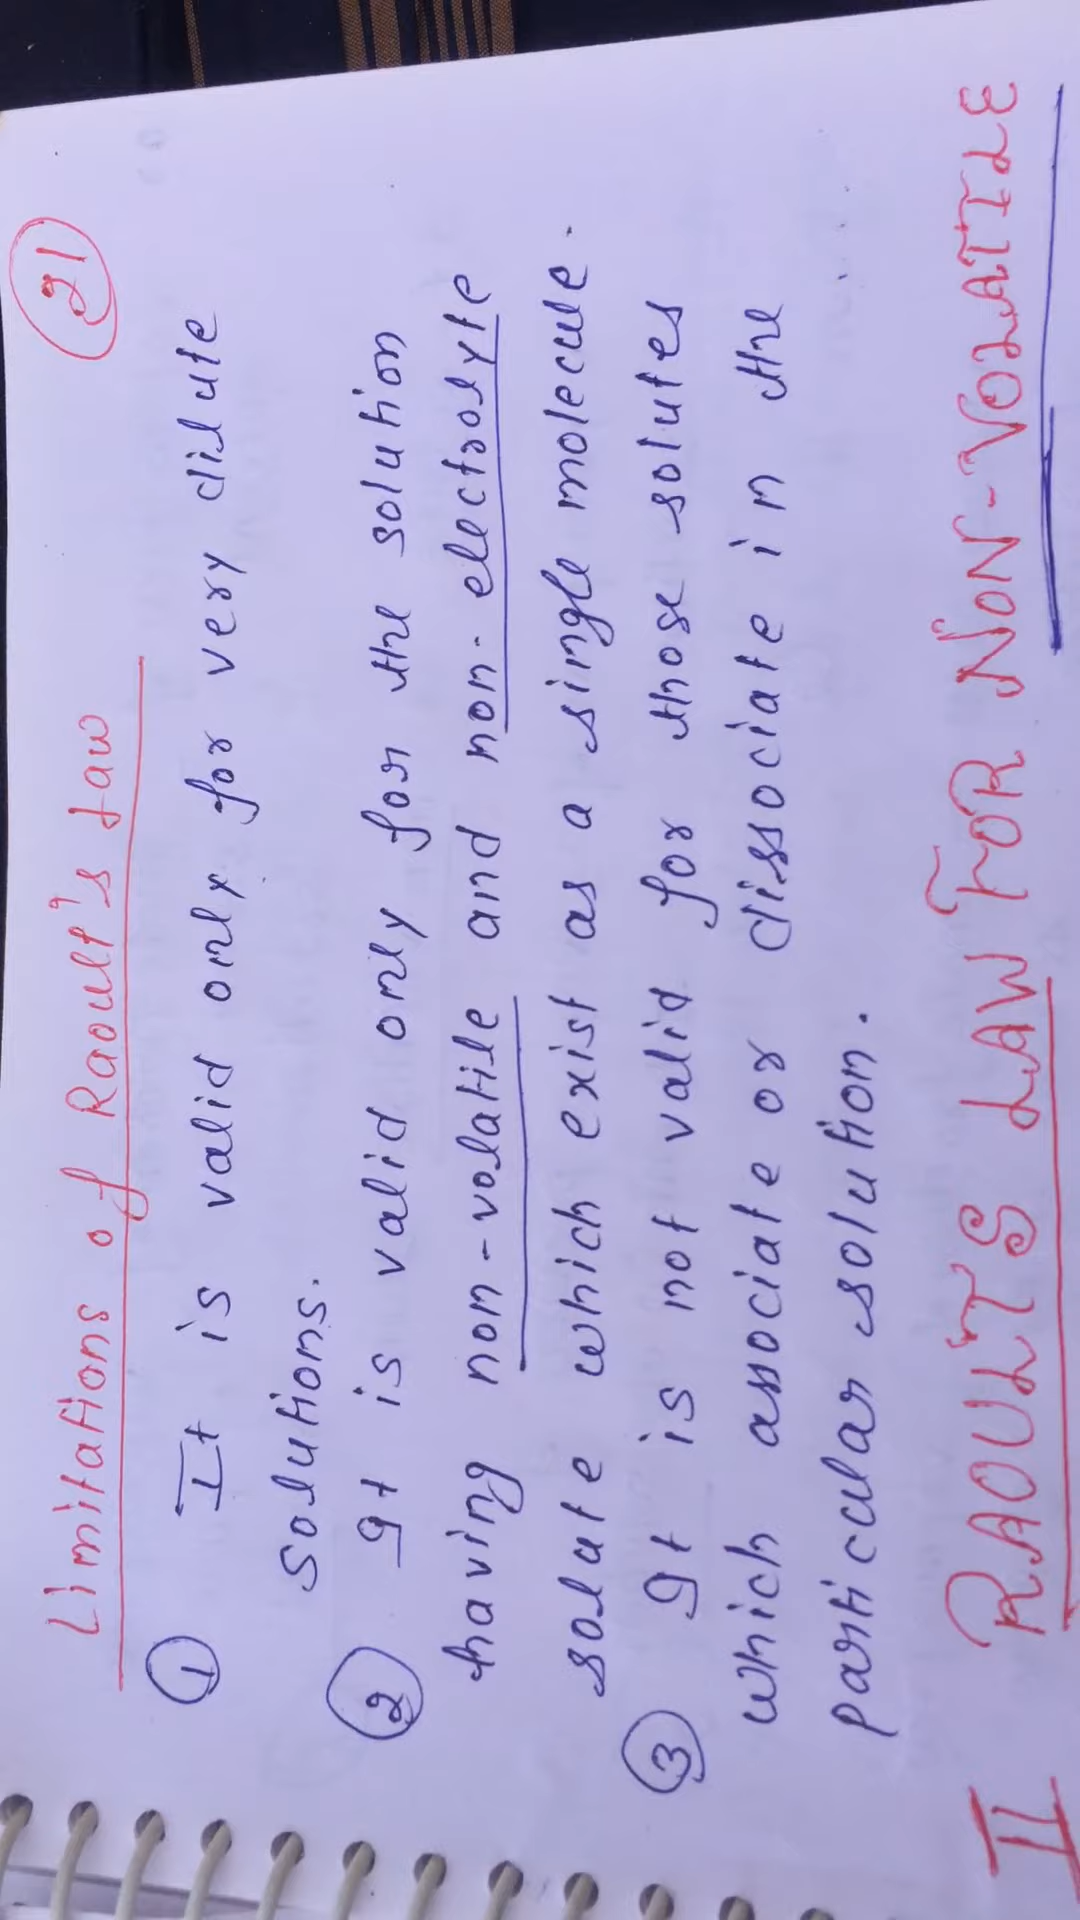 21
Limitations of Raoult's Law
1 It is valid only for very dilute
solutions.
2 It is valid only for the solution
having non-volatile and non-electrolyte
solute which exist as a single molecule.
3 It is not valid for those solutes
which associate or dissociate in the
particular solution.
II RAOULTS LAW FOR NON-VOLATILE